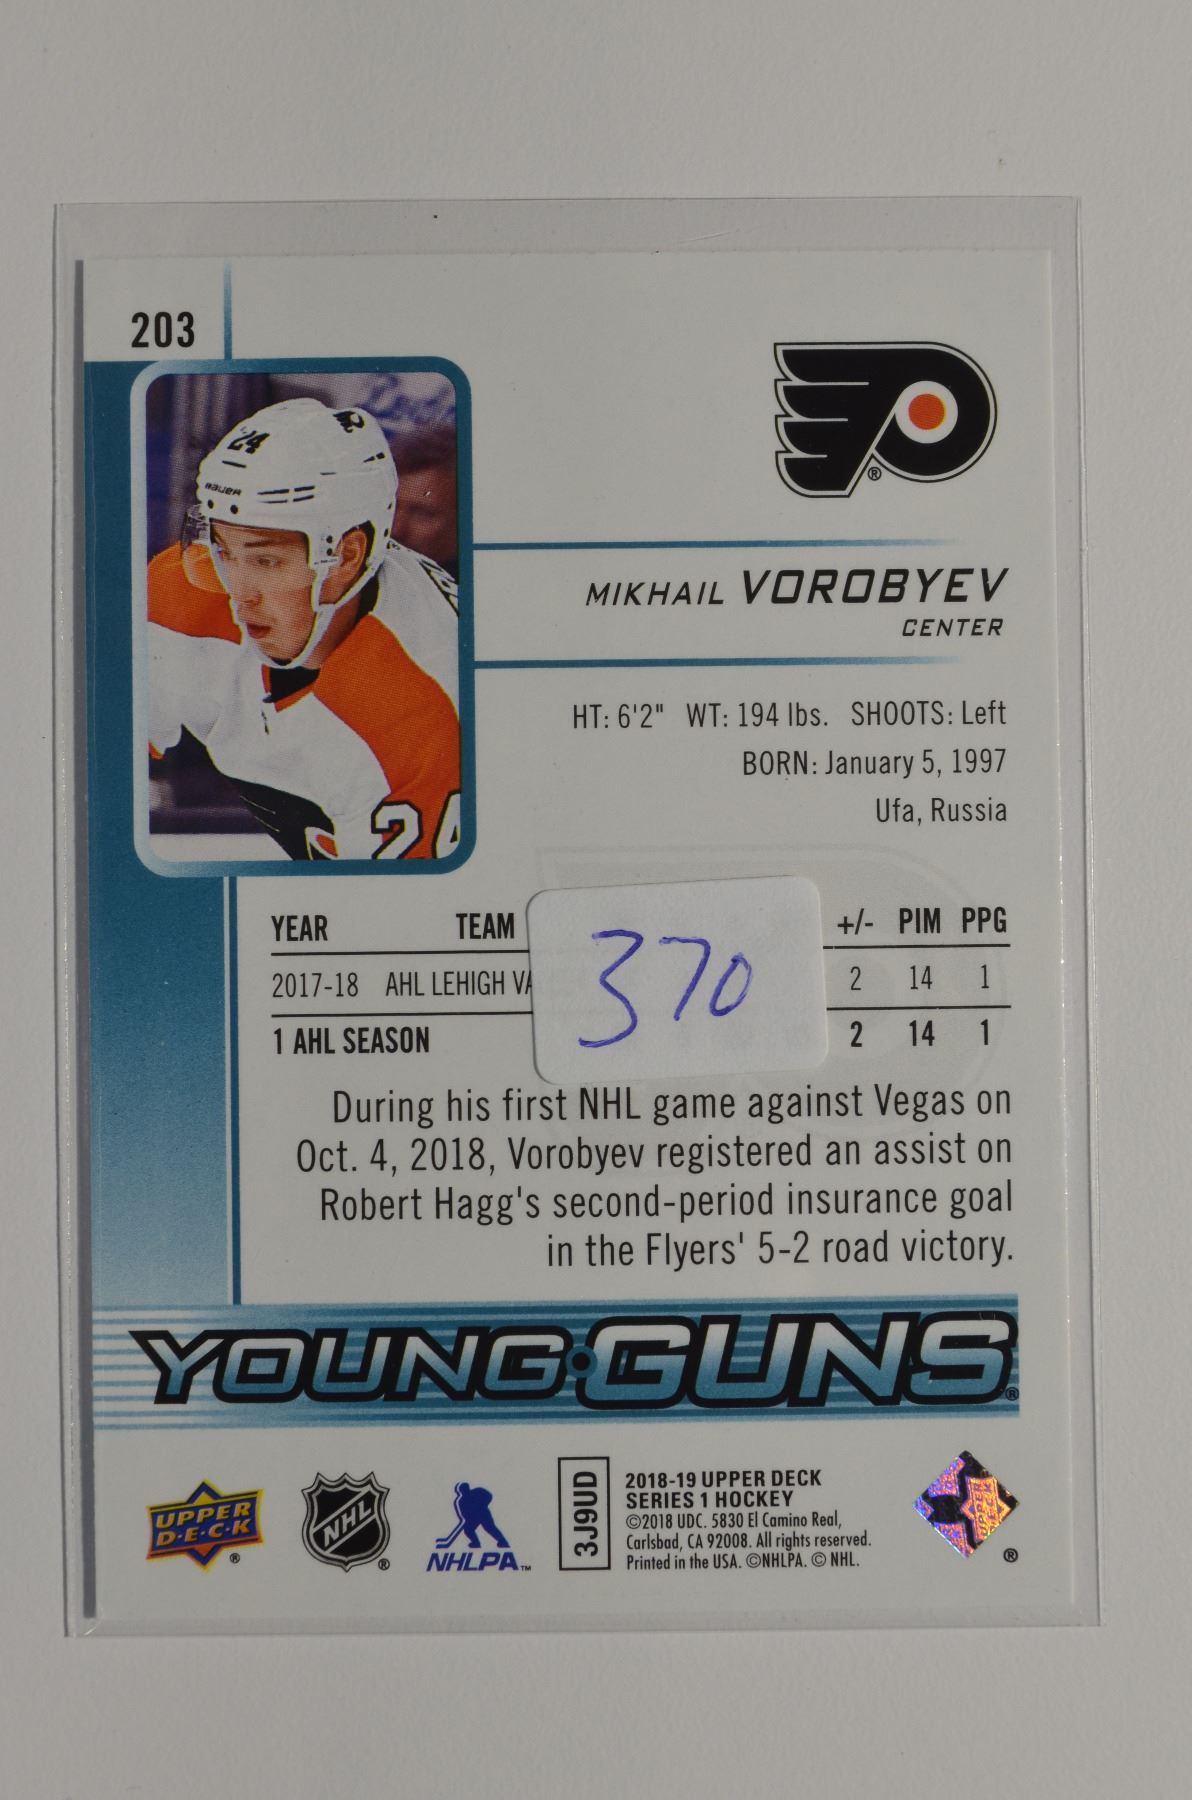 203
24
BAUER
24
®
MIKHAIL VOROBYEV
CENTER
HT: 6'2" WT: 194 lbs. SHOOTS: Left
BORN: January 5, 1997
Ufa, Russia
YEAR TEAM +/- PIM PPG
2017-18 AHL LEHIGH VA 2 14 1
1 AHL SEASON 2 14 1
370
During his first NHL game against Vegas on
Oct. 4, 2018, Vorobyev registered an assist on
Robert Hagg's second-period insurance goal
in the Flyers' 5-2 road victory.
YOUNG·GUNS®
UPPER
D·E·C·K®
NHL®
NHLPA™
3J9UD
2018-19 UPPER DECK
SERIES 1 HOCKEY
©2018 UDC. 5830 El Camino Real,
Carlsbad, CA 92008. All rights reserved.
Printed in the USA. ©NHLPA. © NHL.
®